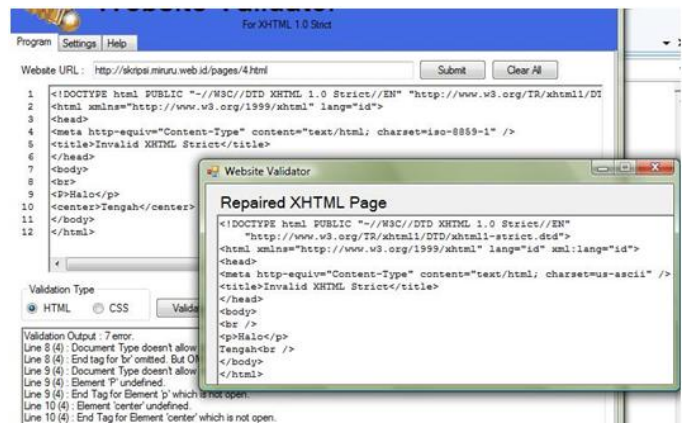 Website Validator
For XHTML 1.0 Strict
Program Settings Help
Website URL : http://skripsi.miruru.web.id/pages/4.html Submit Clear All
1 <!DOCTYPE html PUBLIC "-//W3C//DTD XHTML 1.0 Strict//EN" "http://www.w3.org/TR/xhtml1/DT
2 <html xmlns="http://www.w3.org/1999/xhtml" lang="id">
3 <head>
4 <meta http-equiv="Content-Type" content="text/html; charset=iso-8859-1" />
5 <title>Invalid XHTML Strict</title>
6 </head>
7 <body>
8 <br>
9 <P>Halo</p>
10 <center>Tengah</center>
11 </body>
12 </html>
Validation Type
HTML CSS Valida
Validation Output : 7 error.
Line 8 (4) : Document Type doesn't allow
Line 8 (4) : End tag for 'br' omitted. But OM
Line 9 (4) : Document Type doesn't allow
Line 9 (4) : Element 'P' undefined.
Line 9 (4) : End Tag for Element 'p' which is not open.
Line 10 (4) : Element 'center' undefined.
Line 10 (4) : End Tag for Element 'center' which is not open.
Website Validator
Repaired XHTML Page
<!DOCTYPE html PUBLIC "-//W3C//DTD XHTML 1.0 Strict//EN"
"http://www.w3.org/TR/xhtml1/DTD/xhtml1-strict.dtd">
<html xmlns="http://www.w3.org/1999/xhtml" lang="id" xml:lang="id">
<head>
<meta http-equiv="Content-Type" content="text/html; charset=us-ascii" />
<title>Invalid XHTML Strict</title>
</head>
<body>
<br />
<p>Halo</p>
Tengah<br />
</body>
</html>